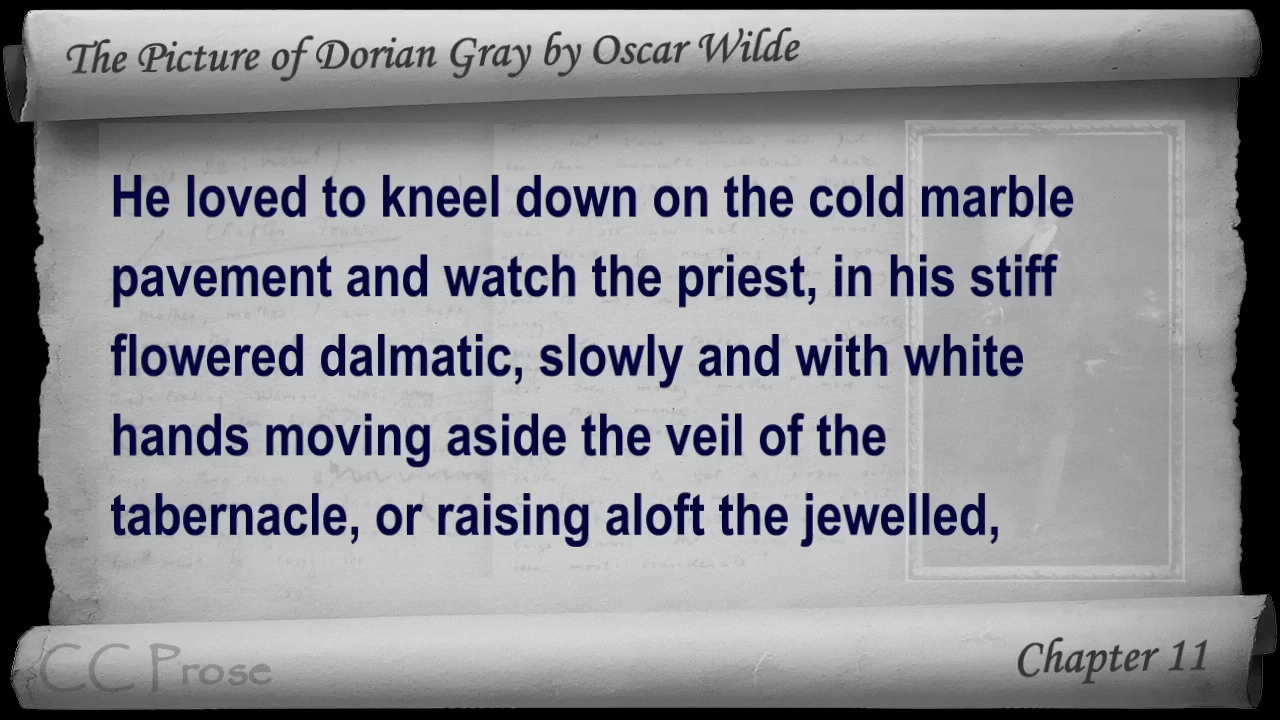 The Picture of Dorian Gray by Oscar Wilde
He loved to kneel down on the cold marble
pavement and watch the priest, in his stiff
flowered dalmatic, slowly and with white
hands moving aside the veil of the
tabernacle, or raising aloft the jewelled,
CC Prose
Chapter 11